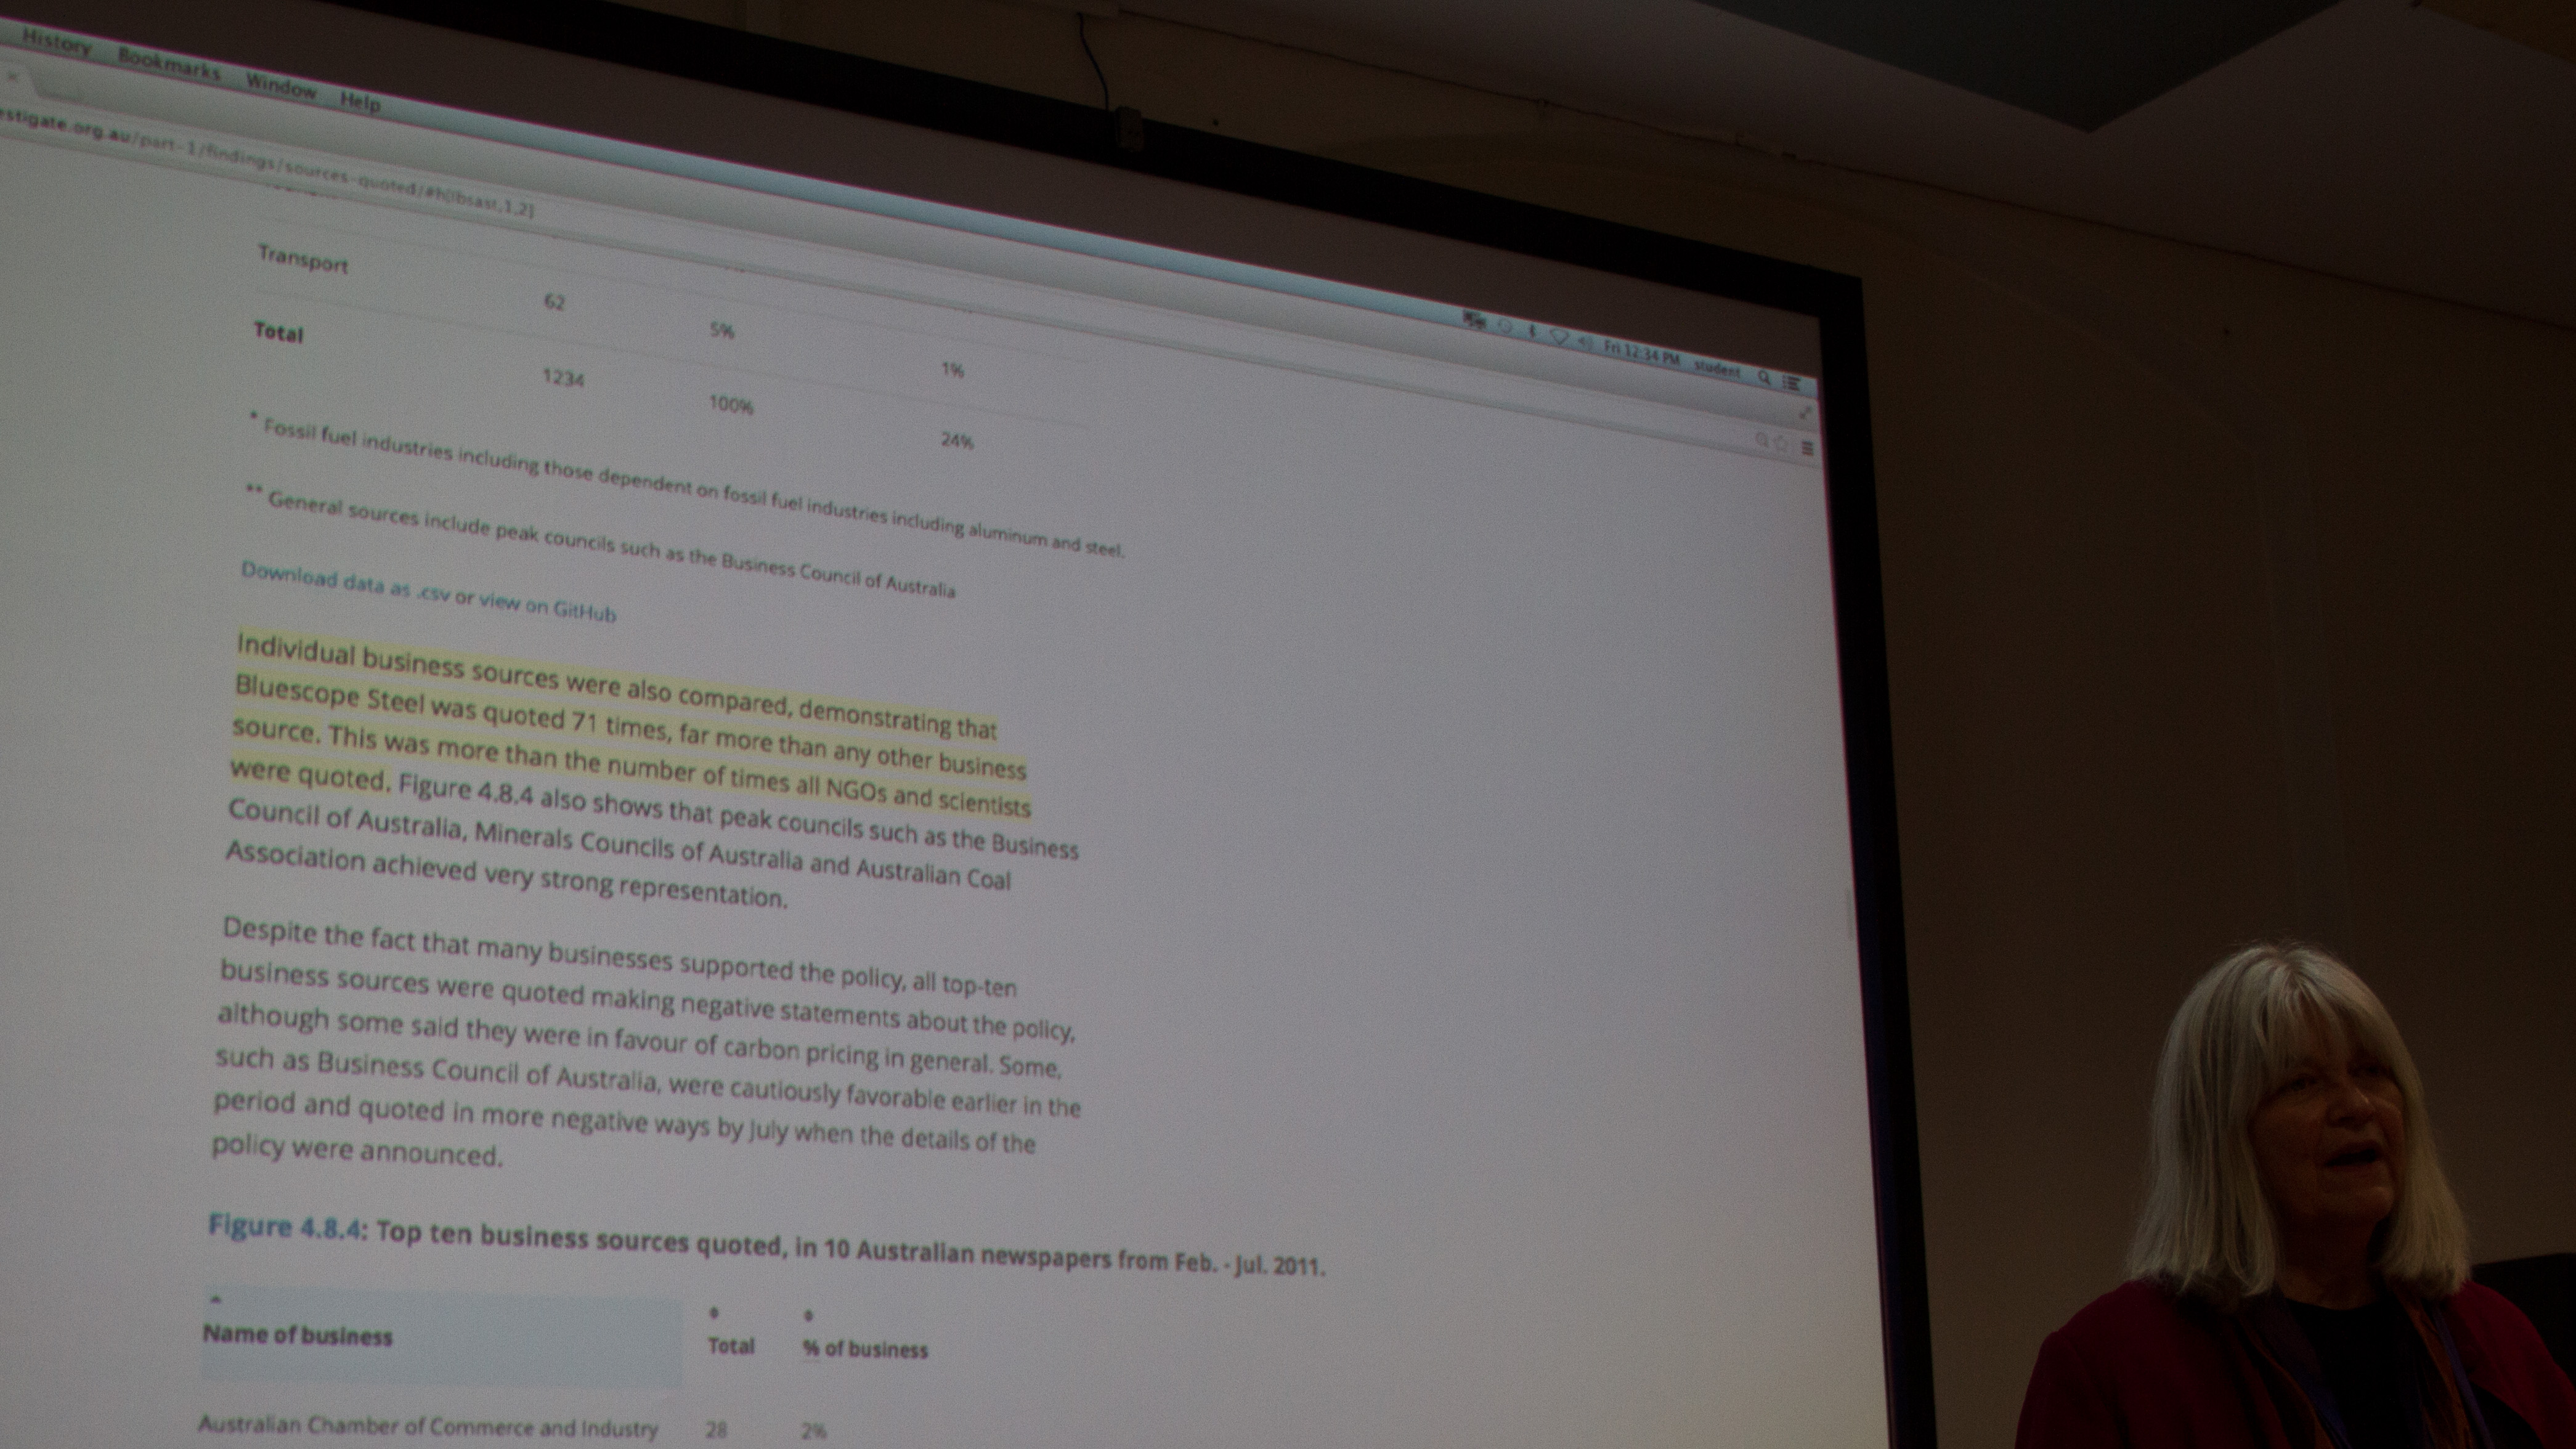 History Bookmarks Window Help
Fri 12:34 PM student
estigate.org.au/part-1/findings/sources-quoted/#h[Ibsast,1,2]
Transport 62 5% 1%
Total 1234 100% 24%
* Fossil fuel industries including those dependent on fossil fuel industries including aluminum and steel.
** General sources include peak councils such as the Business Council of Australia
Download data as .csv or view on GitHub
Individual business sources were also compared, demonstrating that
Bluescope Steel was quoted 71 times, far more than any other business
source. This was more than the number of times all NGOs and scientists
were quoted. Figure 4.8.4 also shows that peak councils such as the Business
Council of Australia, Minerals Councils of Australia and Australian Coal
Association achieved very strong representation.
Despite the fact that many businesses supported the policy, all top-ten
business sources were quoted making negative statements about the policy,
although some said they were in favour of carbon pricing in general. Some,
such as Business Council of Australia, were cautiously favorable earlier in the
period and quoted in more negative ways by July when the details of the
policy were announced.
Figure 4.8.4: Top ten business sources quoted, in 10 Australian newspapers from Feb. - Jul. 2011.
Name of business Total % of business
Australian Chamber of Commerce and Industry 28 2%